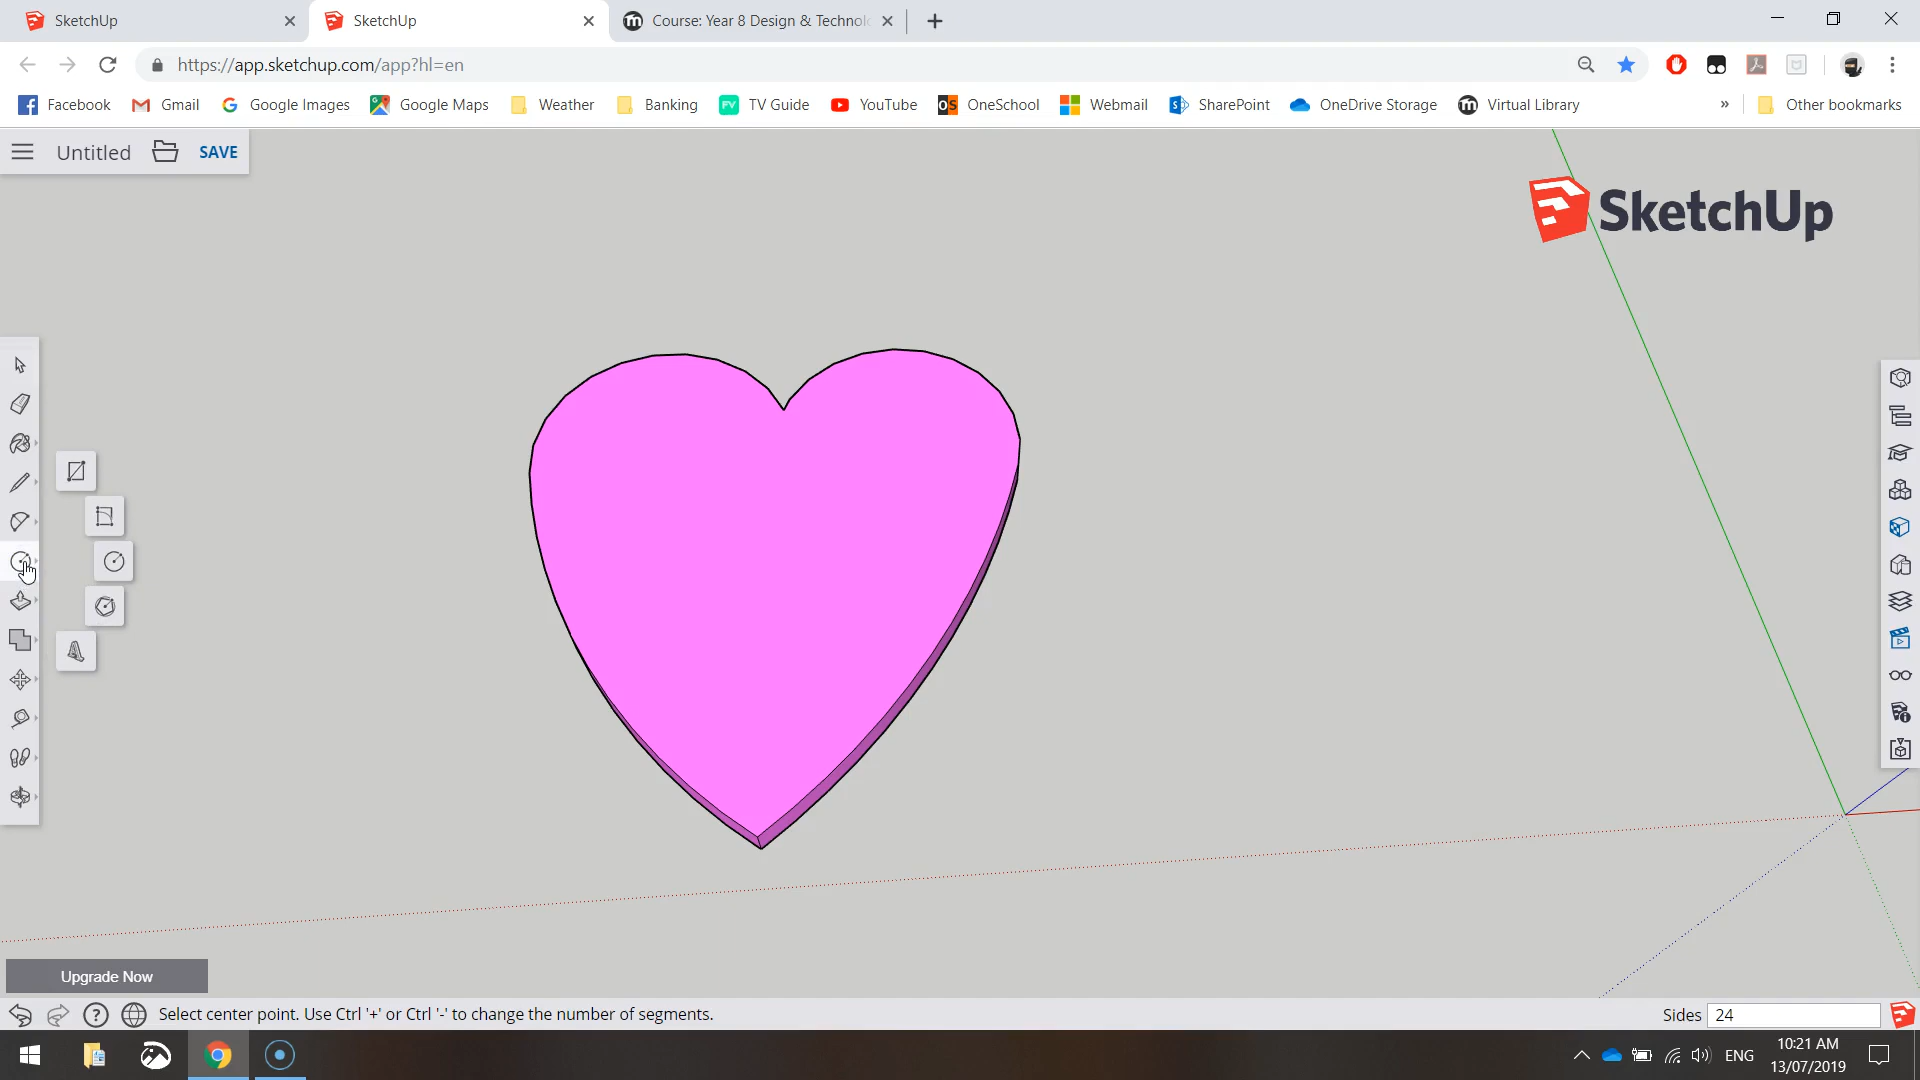 SketchUp
SketchUp
Course: Year 8 Design & Technol
https://app.sketchup.com/app?hl=en
Facebook
Gmail
Google Images
Google Maps
Weather
Banking
TV Guide
YouTube
OneSchool
Webmail
SharePoint
OneDrive Storage
Virtual Library
»
Other bookmarks
Untitled
SAVE
SketchUp
Upgrade Now
Select center point. Use Ctrl '+' or Ctrl '-' to change the number of segments.
Sides 24
ENG
10:21 AM
13/07/2019